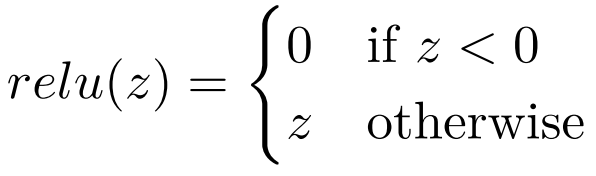 relu(z) = { 0 if z < 0
z otherwise